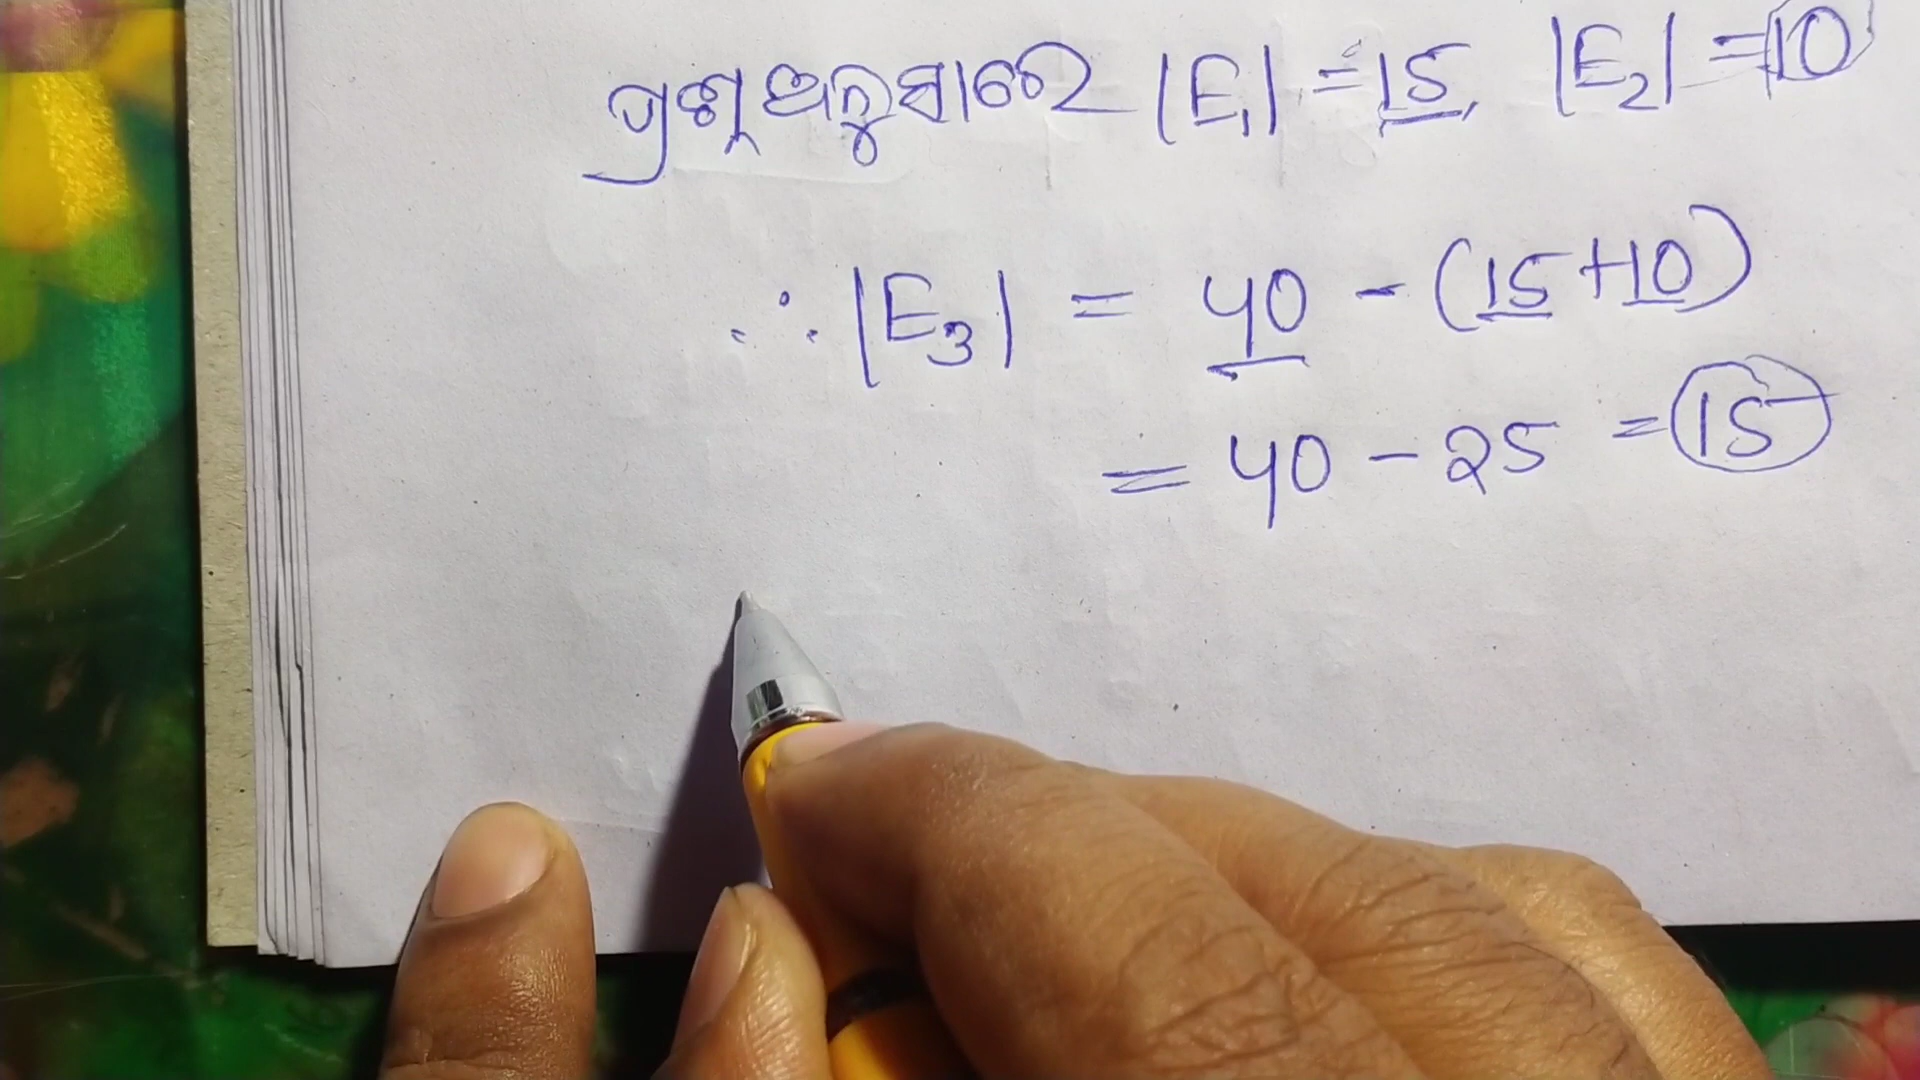 ପ୍ରଶ୍ନ ଅନୁସାରେ |E₁| = 15, |E₂| = 10
∴ |E₃| = 40 - (15+10)
= 40 - 25 = 15